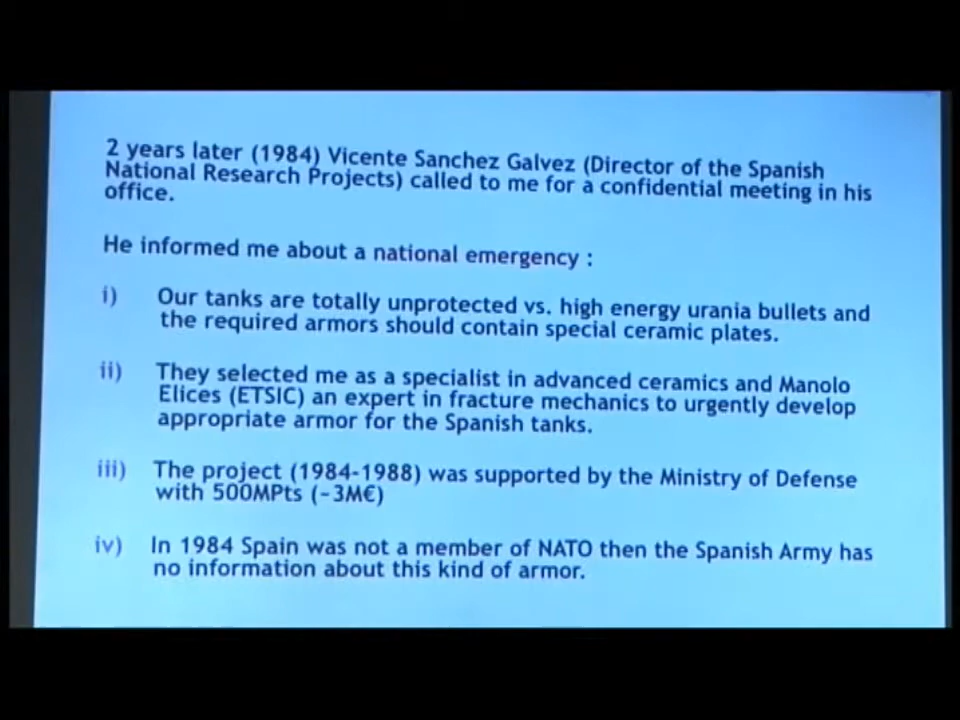 2 years later (1984) Vicente Sanchez Galvez (Director of the Spanish
National Research Projects) called to me for a confidential meeting in his
office.
He informed me about a national emergency :
i) Our tanks are totally unprotected vs. high energy urania bullets and
the required armors should contain special ceramic plates.
ii) They selected me as a specialist in advanced ceramics and Manolo
Elices (ETSIC) an expert in fracture mechanics to urgently develop
appropriate armor for the Spanish tanks.
iii) The project (1984-1988) was supported by the Ministry of Defense
with 500MPts (~3M€)
iv) In 1984 Spain was not a member of NATO then the Spanish Army has
no information about this kind of armor.